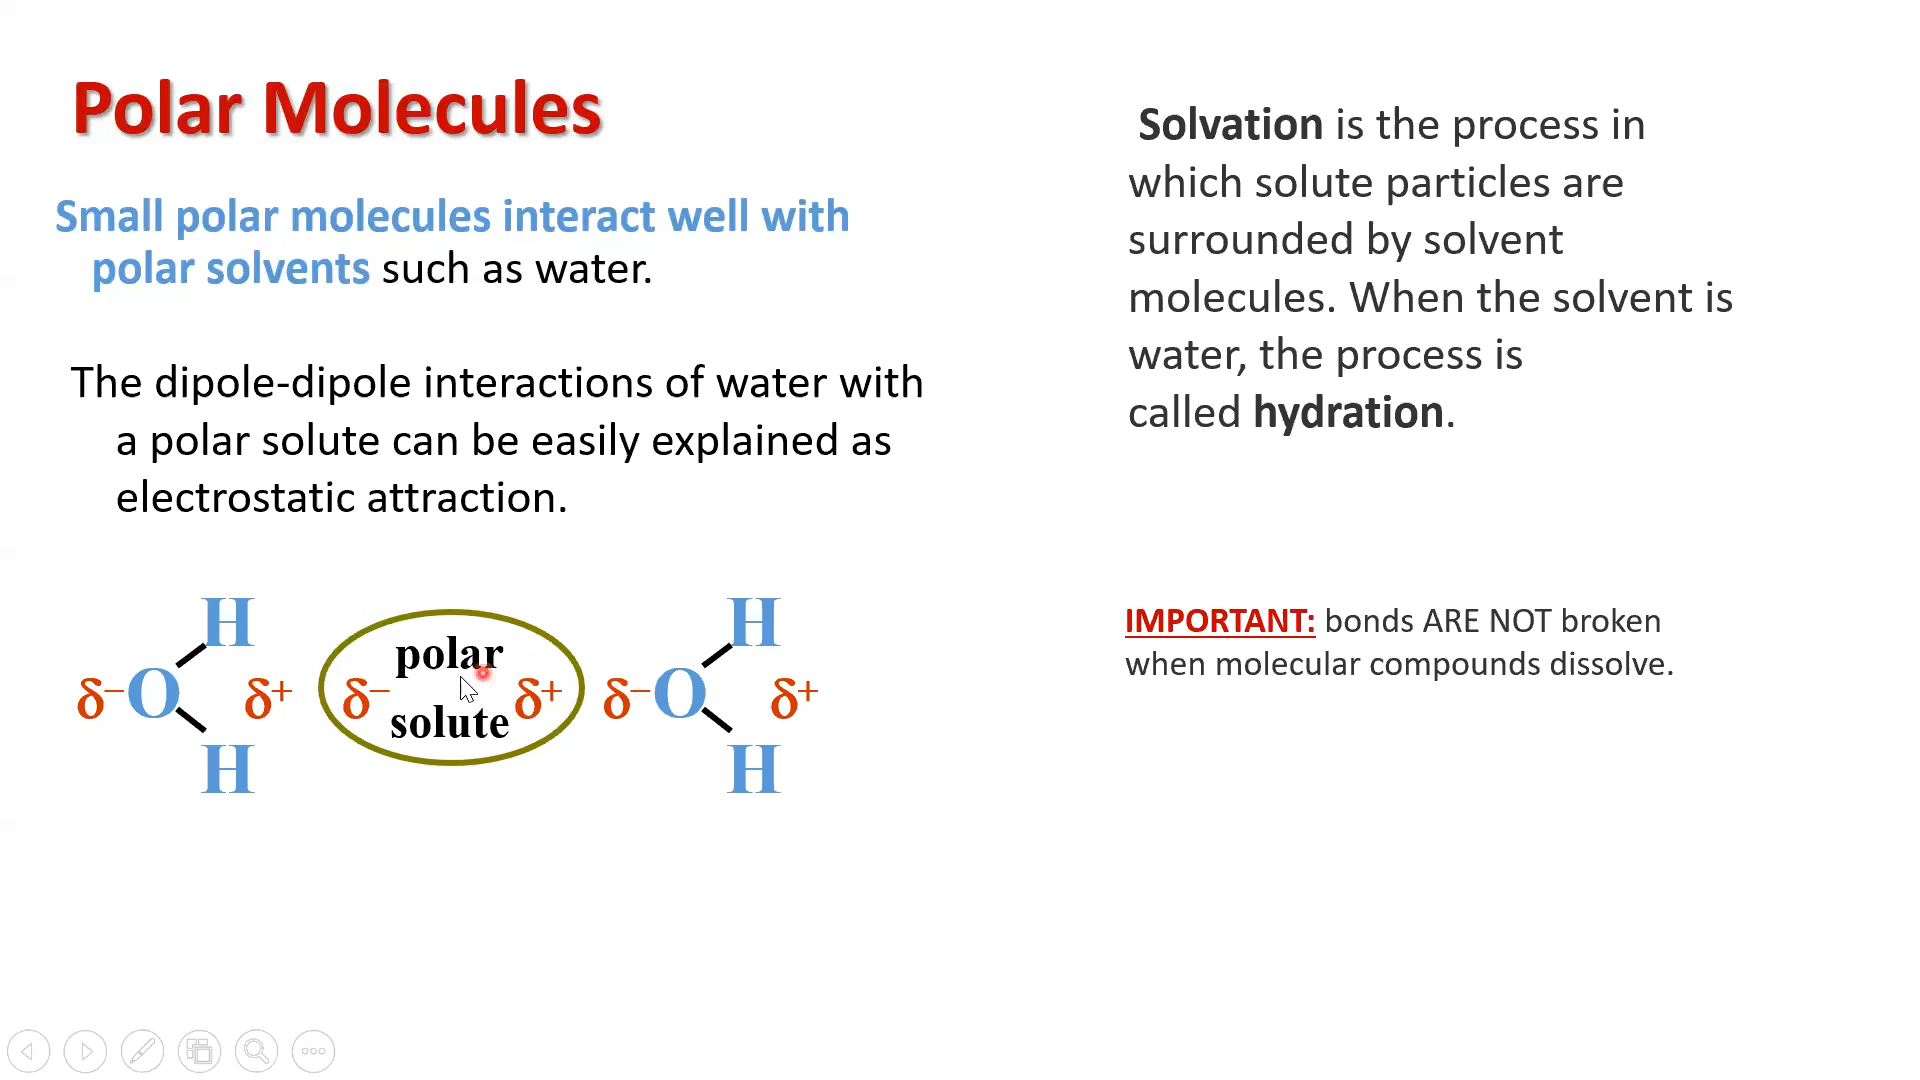 Polar Molecules
Small polar molecules interact well with
polar solvents such as water.
The dipole-dipole interactions of water with
a polar solute can be easily explained as
electrostatic attraction.
H
δ– O δ+
H
polar
δ– δ+
solute
H
δ– O δ+
H
Solvation is the process in
which solute particles are
surrounded by solvent
molecules. When the solvent is
water, the process is
called hydration.
IMPORTANT: bonds ARE NOT broken
when molecular compounds dissolve.